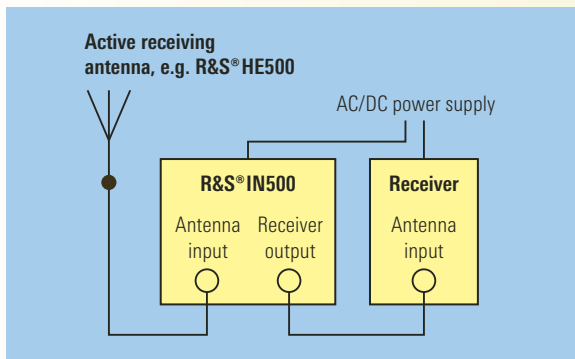 Active receiving
antenna, e.g. R&S® HE500
AC/DC power supply
R&S® IN500
Receiver
Antenna input
Receiver output
Antenna input